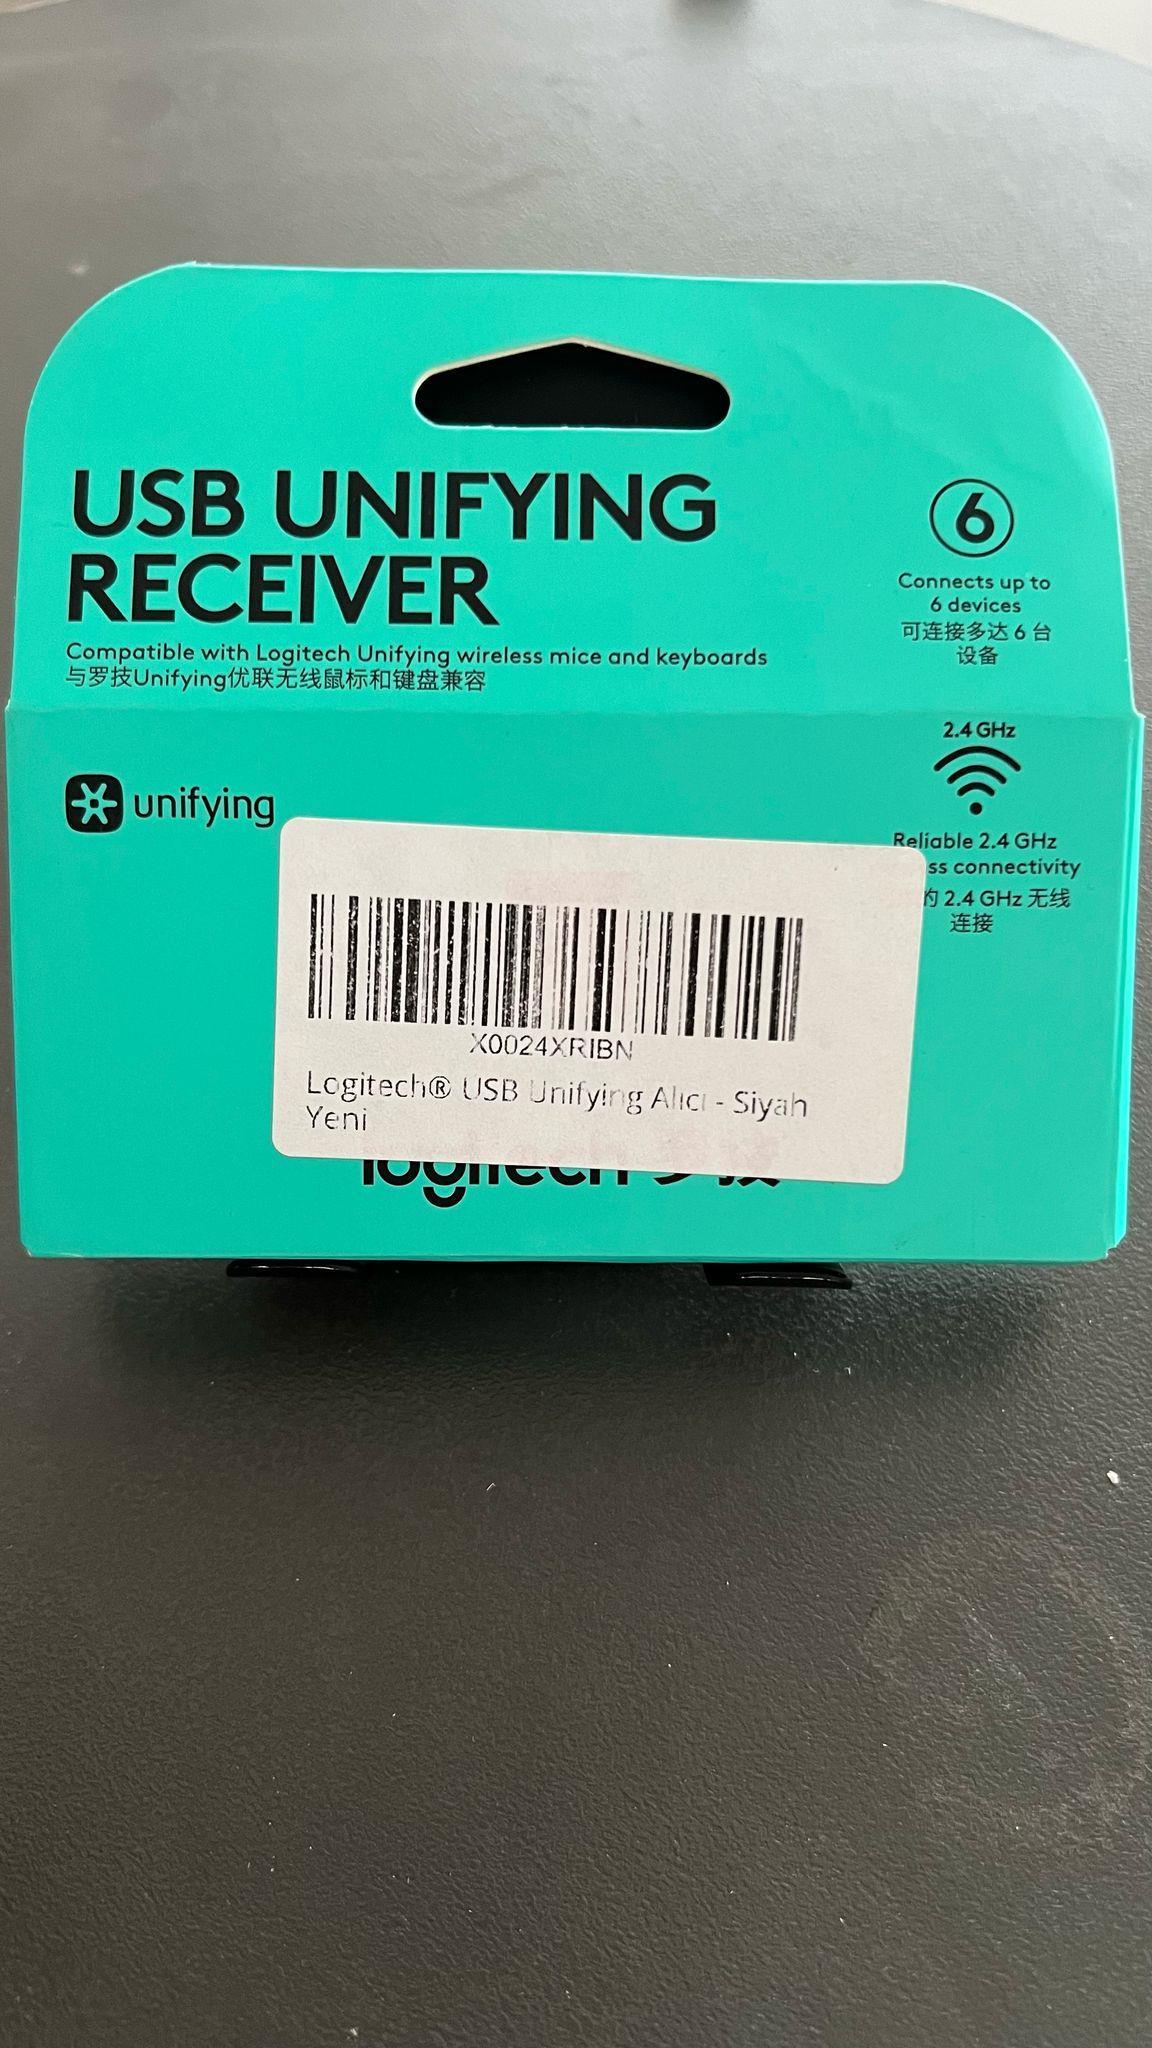 USB UNIFYING
RECEIVER
Compatible with Logitech Unifying wireless mice and keyboards
与罗技Unifying优联无线鼠标和键盘兼容
6
Connects up to
6 devices
可连接多达 6 台
设备
2.4 GHz
Reliable 2.4 GHz
ss connectivity
的 2.4 GHz 无线
连接
unifying
X0024XRIBN
Logitech® USB Unifying Alıcı - Siyah
Yeni
logitech